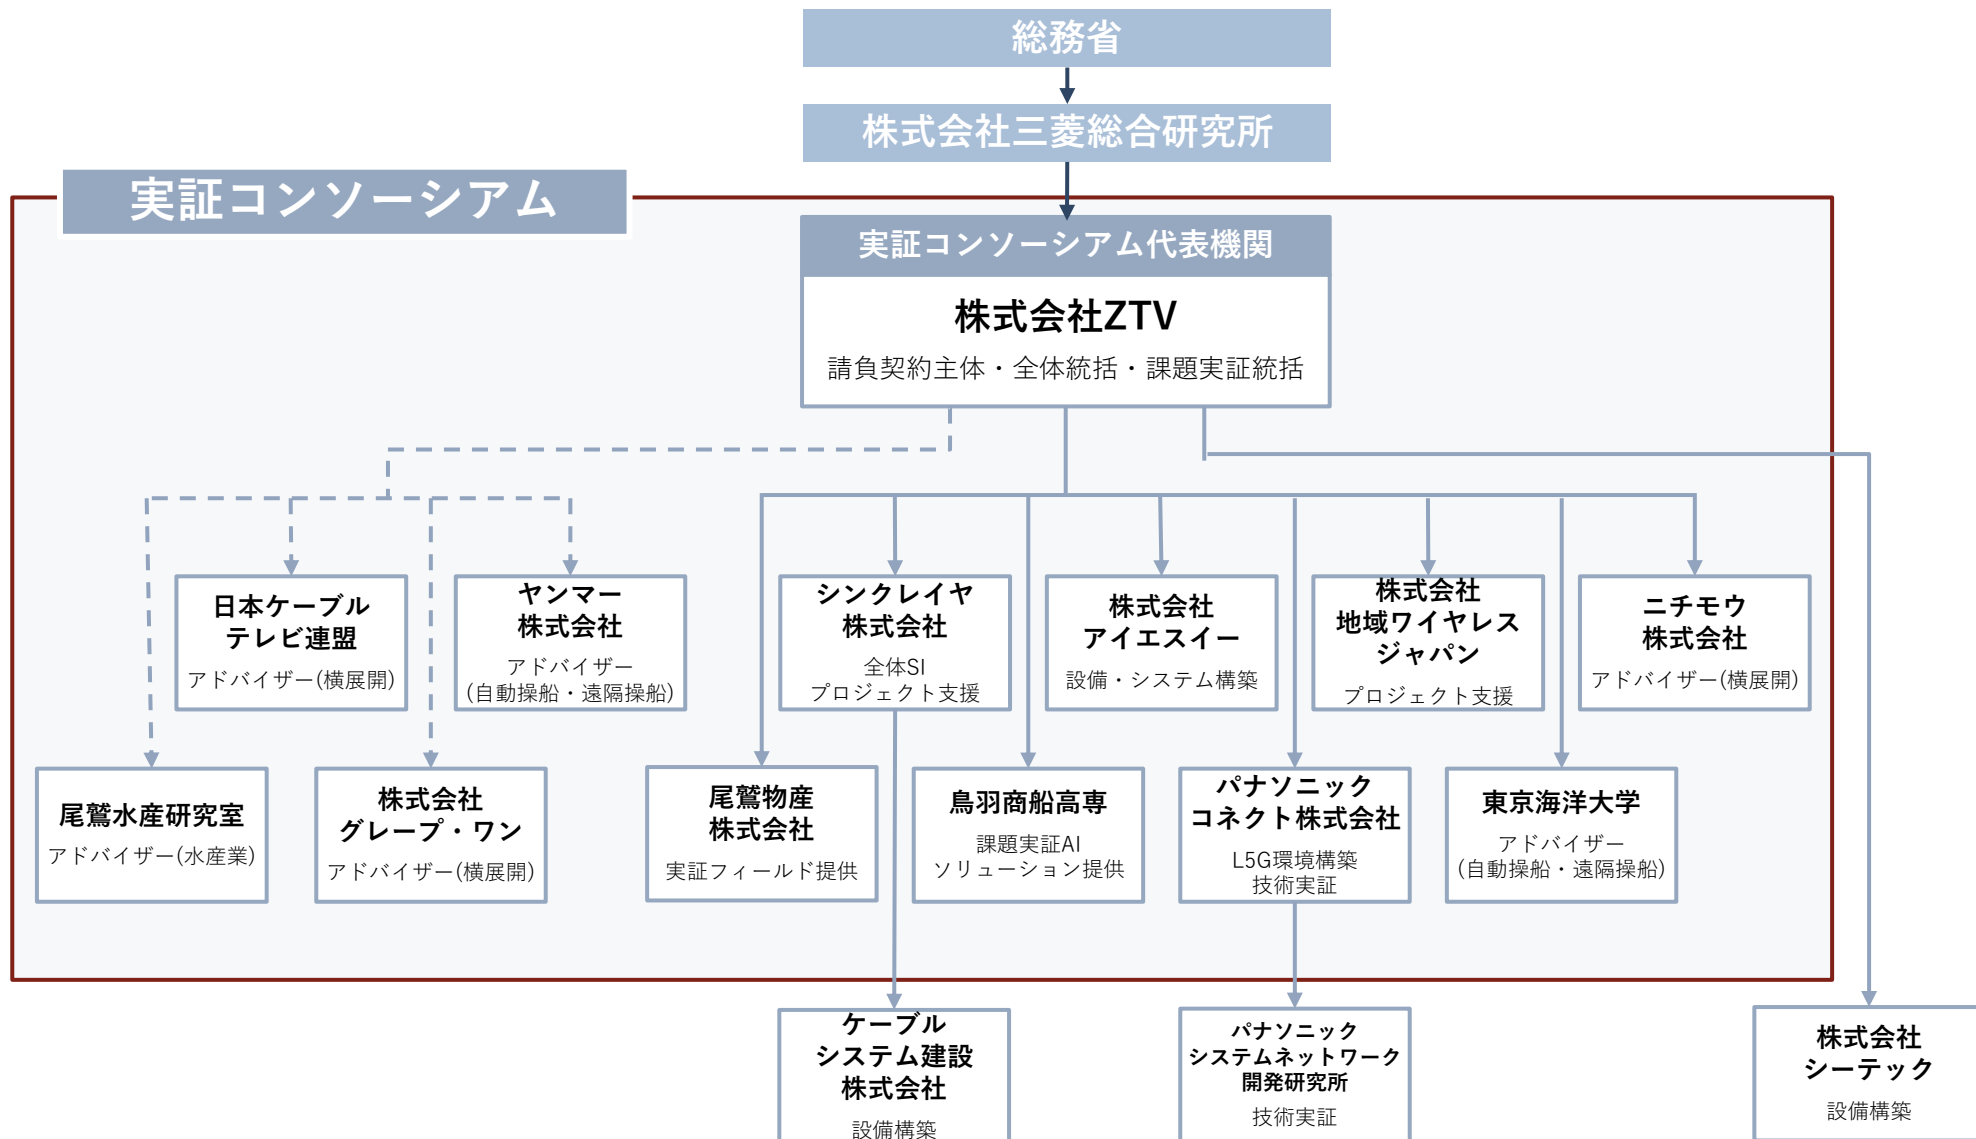 総務省
株式会社三菱総合研究所
実証コンソーシアム
実証コンソーシアム代表機関
株式会社ZTV
請負契約主体・全体統括・課題実証統括
日本ケーブル
テレビ連盟
アドバイザー(横展開)
ヤンマー
株式会社
アドバイザー
(自動操船・遠隔操船)
シンクレイヤ
株式会社
全体SI
プロジェクト支援
株式会社
アイエスイー
設備・システム構築
株式会社
地域ワイヤレス
ジャパン
プロジェクト支援
ニチモウ
株式会社
アドバイザー(横展開)
尾鷲水産研究室
アドバイザー(水産業)
株式会社
グレープ・ワン
アドバイザー(横展開)
尾鷲物産
株式会社
実証フィールド提供
鳥羽商船高専
課題実証AI
ソリューション提供
パナソニック
コネクト株式会社
L5G環境構築
技術実証
東京海洋大学
アドバイザー
(自動操船・遠隔操船)
ケーブル
システム建設
株式会社
設備構築
パナソニック
システムネットワーク
開発研究所
技術実証
株式会社
シーテック
設備構築